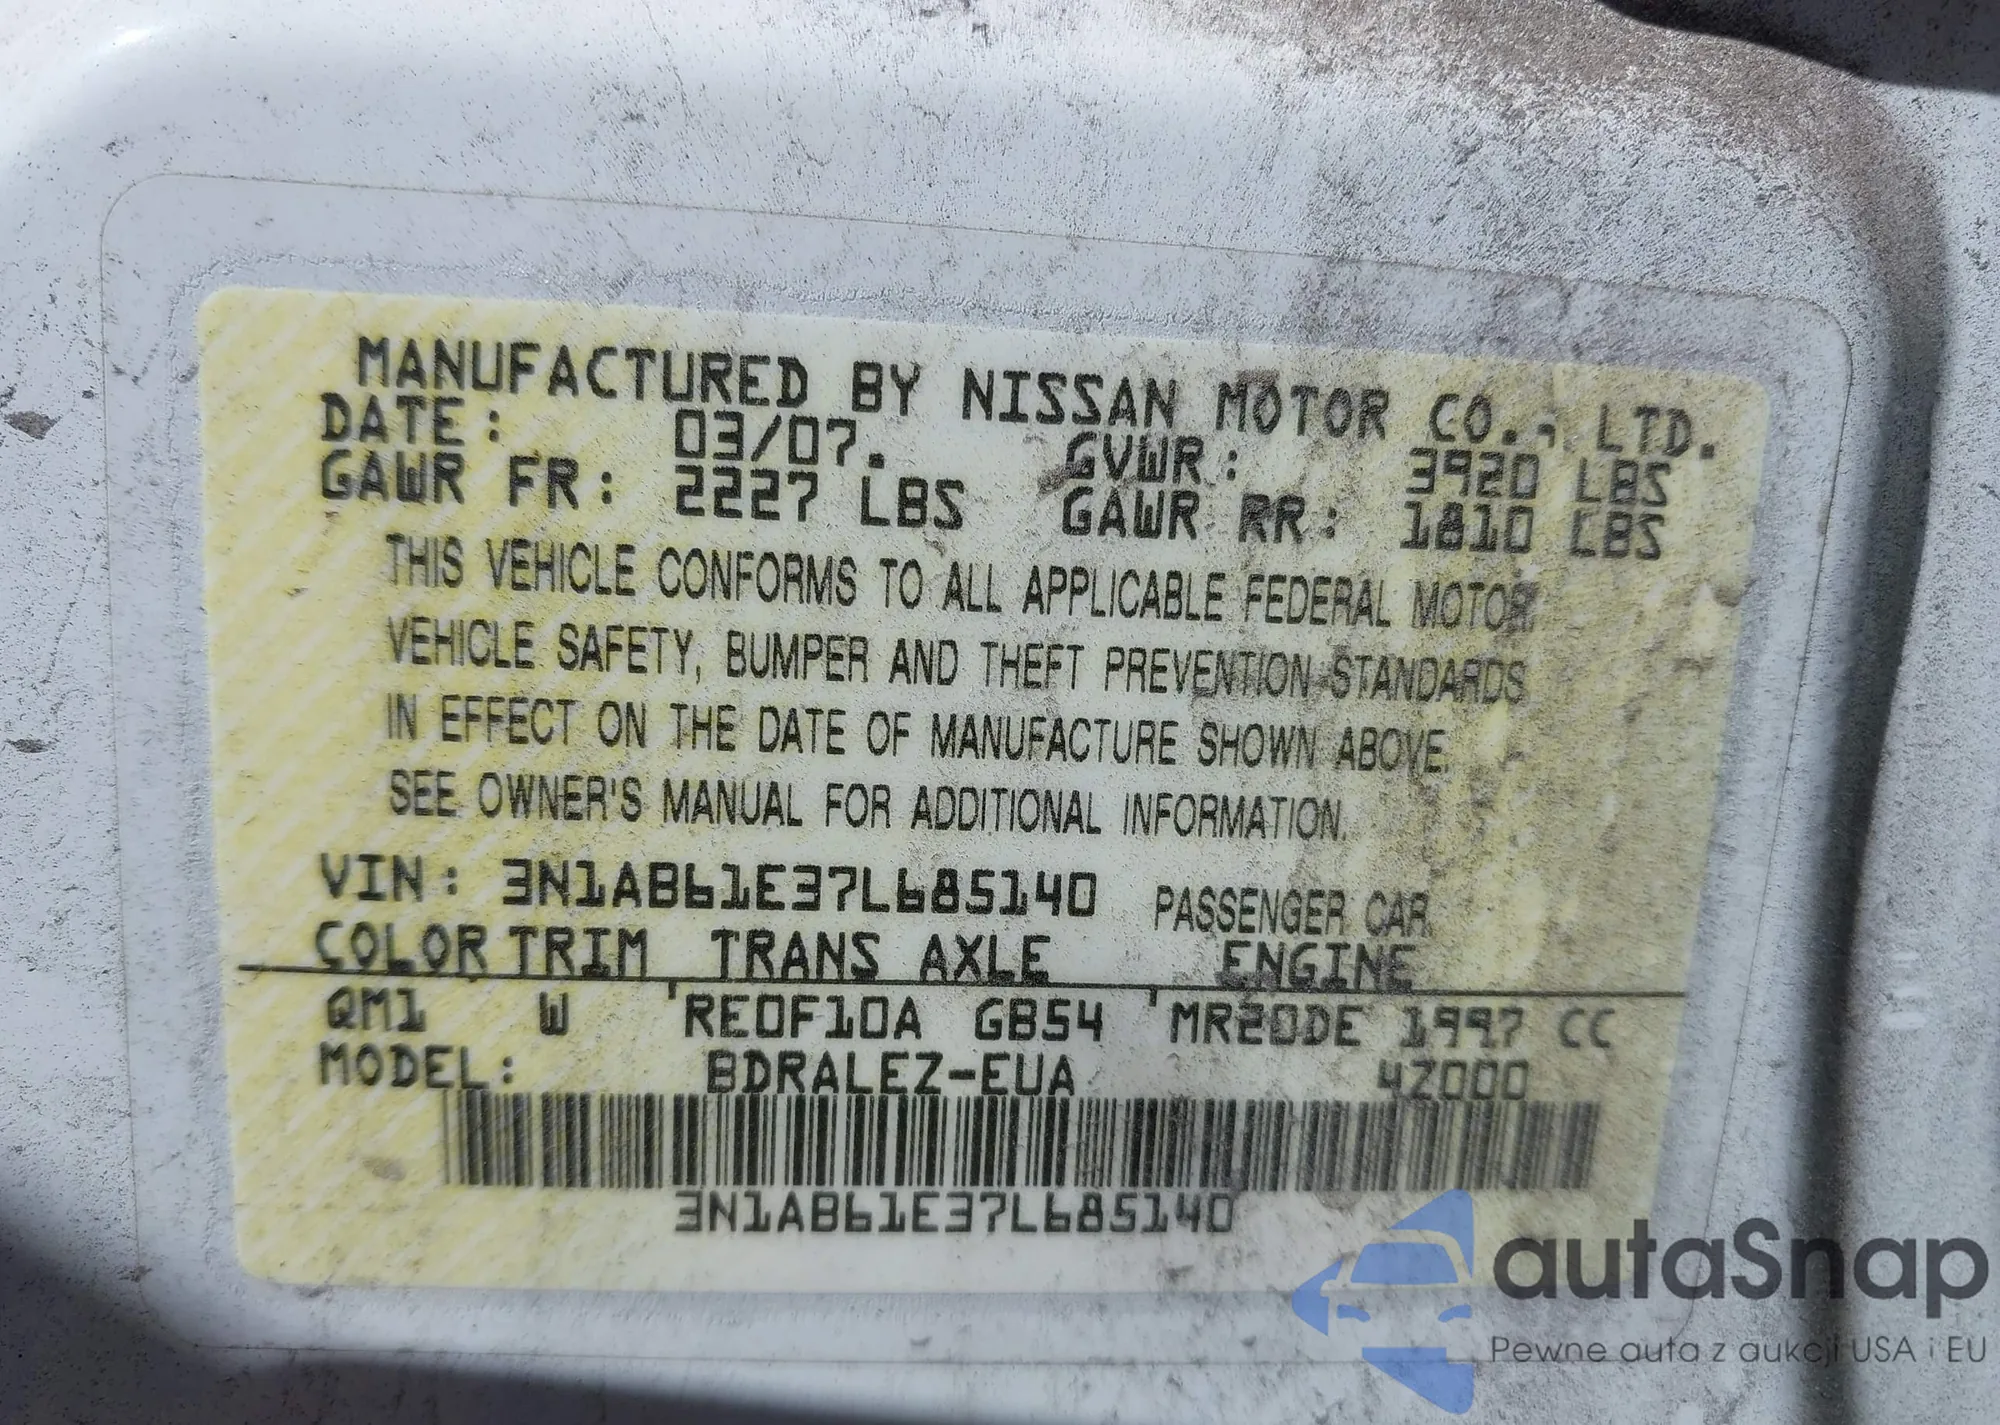 MANUFACTURED BY NISSAN MOTOR CO., LTD.
DATE: 03/07. GVWR: 3920 LBS
GAWR FR: 2227 LBS GAWR RR: 1810 LBS
THIS VEHICLE CONFORMS TO ALL APPLICABLE FEDERAL MOTOR
VEHICLE SAFETY, BUMPER AND THEFT PREVENTION STANDARDS
IN EFFECT ON THE DATE OF MANUFACTURE SHOWN ABOVE.
SEE OWNER'S MANUAL FOR ADDITIONAL INFORMATION.
VIN: 3N1AB61E37L685140 PASSENGER CAR
COLOR TRIM TRANS AXLE ENGINE
QM1 W 'RE0F10A GB54 'MR20DE 1997 CC
MODEL: BDRALEZ-EUA 4Z000
3N1AB61E37L685140
autaSnap
Pewne auta z aukcji USA i EU